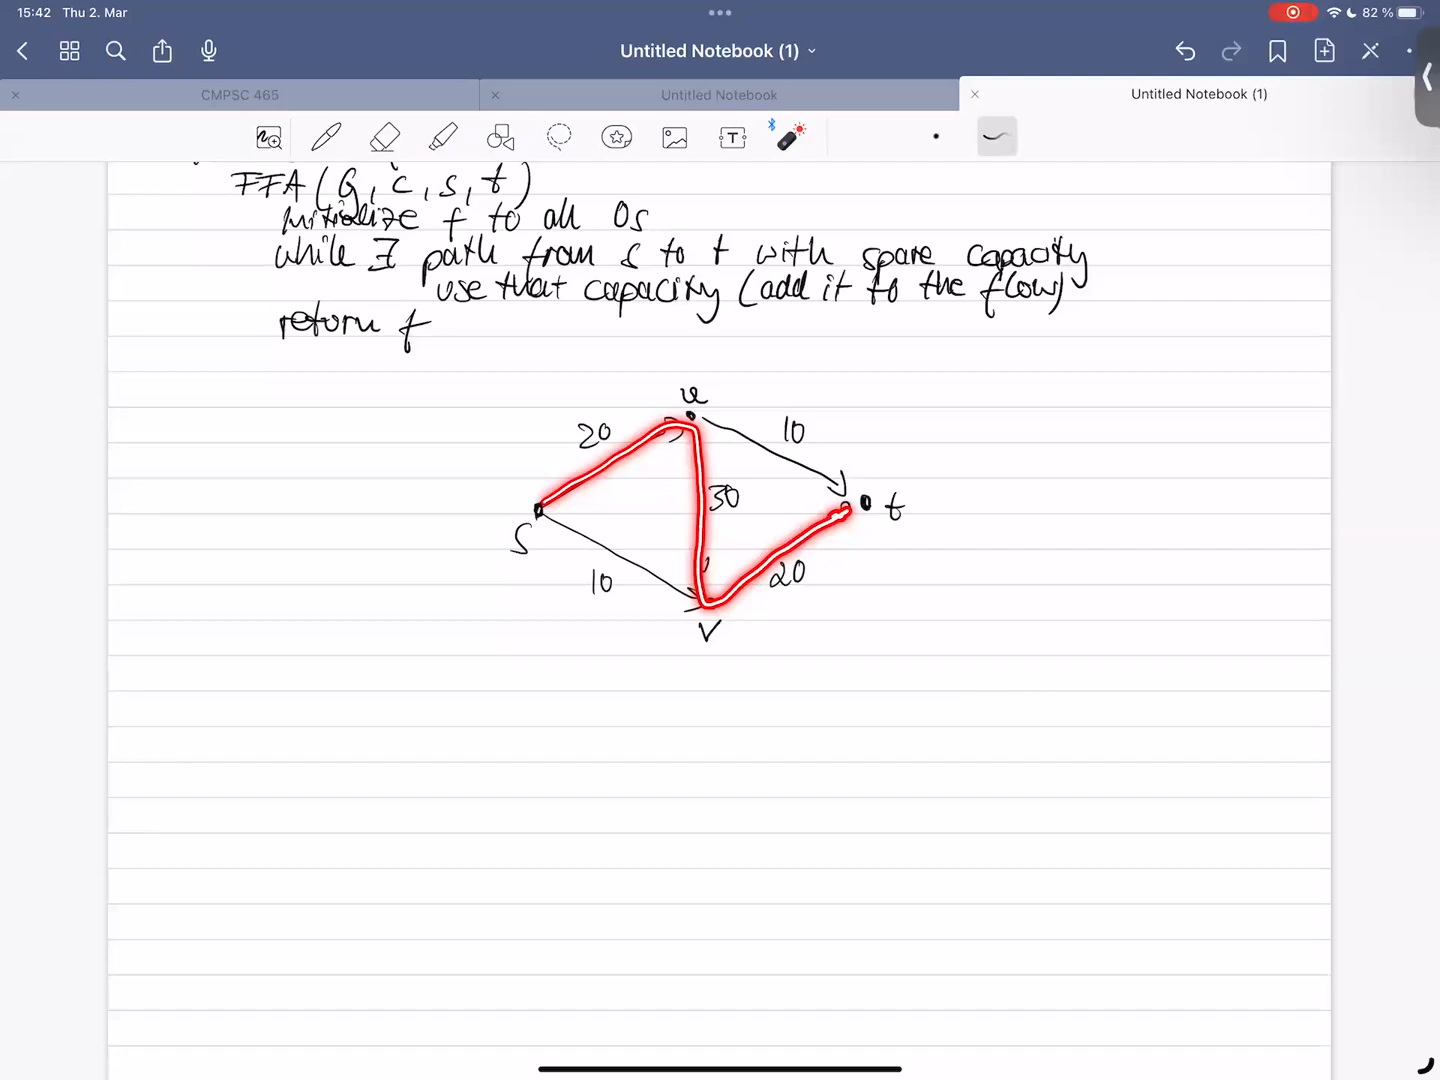 15:42 Thu 2. Mar
82 %
Untitled Notebook (1)
CMPSC 465
Untitled Notebook
Untitled Notebook (1)
T
FFA (G, c, s, t)
initialize f to all 0s
while ∃ path from s to t with spare capacity
use that capacity (add it to the flow)
return f
u
20
10
30
t
S
10
20
V